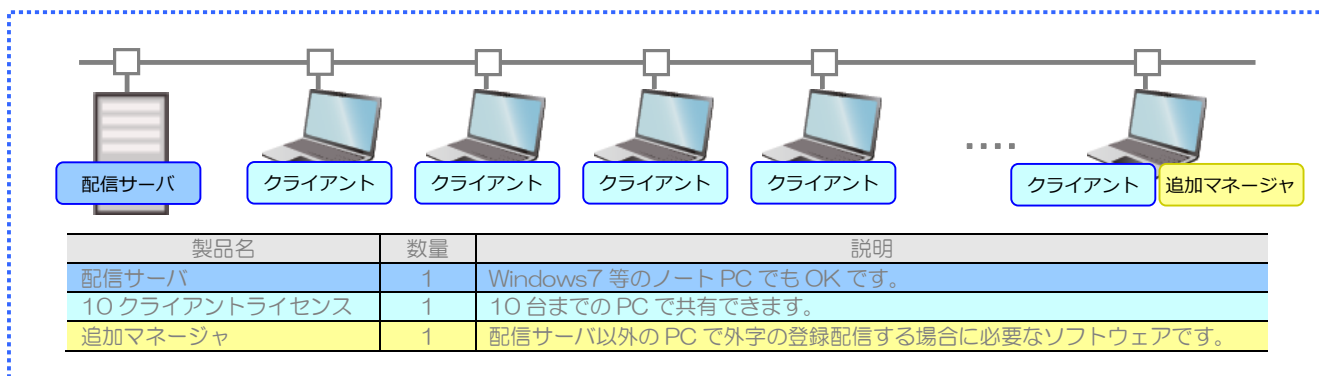 配信サーバ
クライアント
クライアント
クライアント
クライアント
....
クライアント
追加マネージャ
製品名 数量 説明
配信サーバ 1 Windows7 等のノート PC でも OK です。
10 クライアントライセンス 1 10 台までの PC で共有できます。
追加マネージャ 1 配信サーバ以外の PC で外字の登録配信する場合に必要なソフトウェアです。